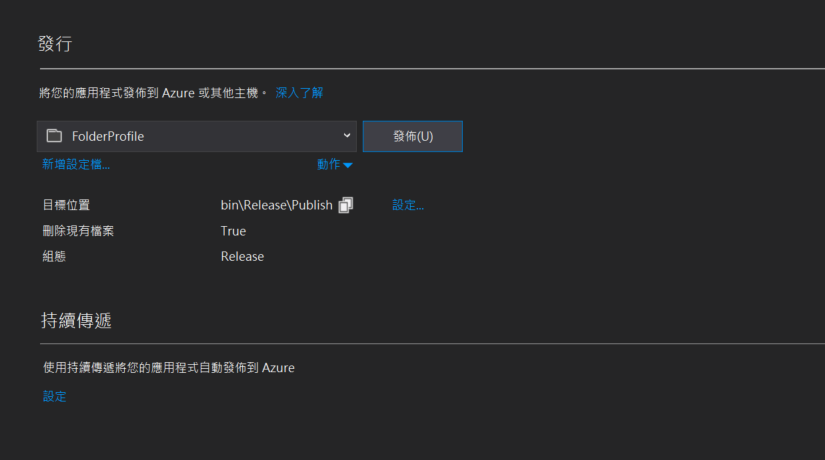 發行
將您的應用程式發佈到 Azure 或其他主機。 深入了解
FolderProfile 發佈(U)
新增設定檔... 動作
目標位置 bin\Release\Publish 設定...
刪除現有檔案 True
組態 Release
持續傳遞
使用持續傳遞將您的應用程式自動發佈到 Azure
設定